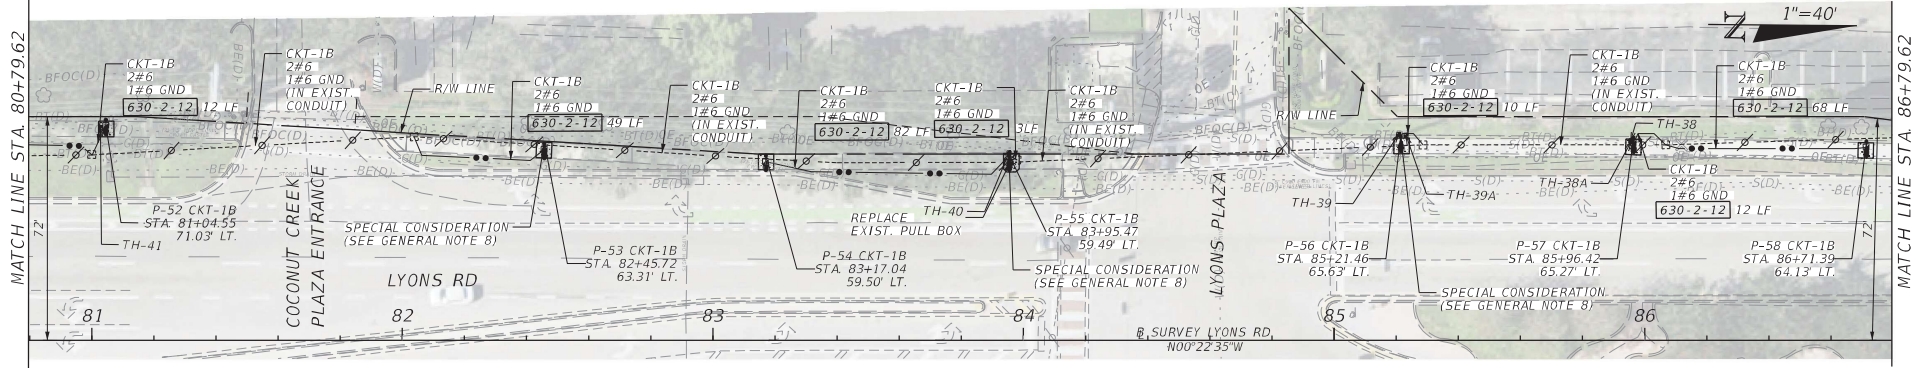 MATCH LINE STA. 80+79.62
72'
CKT-1B
2#6
1#6 GND
630-2-12 12 LF
CKT-1B
2#6
1#6 GND
(IN EXIST.
CONDUIT)
R/W LINE
CKT-1B
2#6
1#6 GND
630-2-12 49 LF
CKT-1B
2#6
1#6 GND
(IN EXIST.
CONDUIT)
CKT-1B
2#6
1#6 GND
630-2-12 82 LF
CKT-1B
2#6
1#6 GND
630-2-12 3LF
CKT-1B
2#6
1#6 GND
(IN EXIST.
CONDUIT)
R/W LINE
CKT-1B
2#6
1#6 GND
630-2-12 10 LF
CKT-1B
2#6
1#6 GND
(IN EXIST.
CONDUIT)
CKT-1B
2#6
1#6 GND
630-2-12 68 LF
N
1"=40'
MATCH LINE STA. 86+79.62
72'
P-52 CKT-1B
STA. 81+04.55
71.03' LT.
TH-41
COCONUT CREEK
PLAZA ENTRANCE
SPECIAL CONSIDERATION
(SEE GENERAL NOTE 8)
LYONS RD
P-53 CKT-1B
STA. 82+45.72
63.31' LT.
P-54 CKT-1B
STA. 83+17.04
59.50' LT.
REPLACE
EXIST. PULL BOX
TH-40
P-55 CKT-1B
STA. 83+95.47
59.49' LT.
SPECIAL CONSIDERATION
(SEE GENERAL NOTE 8)
LYONS PLAZA
TH-39
TH-39A
P-56 CKT-1B
STA. 85+21.46
65.63' LT.
SPECIAL CONSIDERATION
(SEE GENERAL NOTE 8)
TH-38
TH-38A
CKT-1B
2#6
1#6 GND
630-2-12 12 LF
P-57 CKT-1B
STA. 85+96.42
65.27' LT.
P-58 CKT-1B
STA. 86+71.39
64.13' LT.
81
82
83
84
85
86
SURVEY LYONS RD
N00°22'35"W
BFOC(D)
BE(D)
BE(D)
BE(D)
BE(D)
BE(D)
S(D)
S(D)
BE(D)